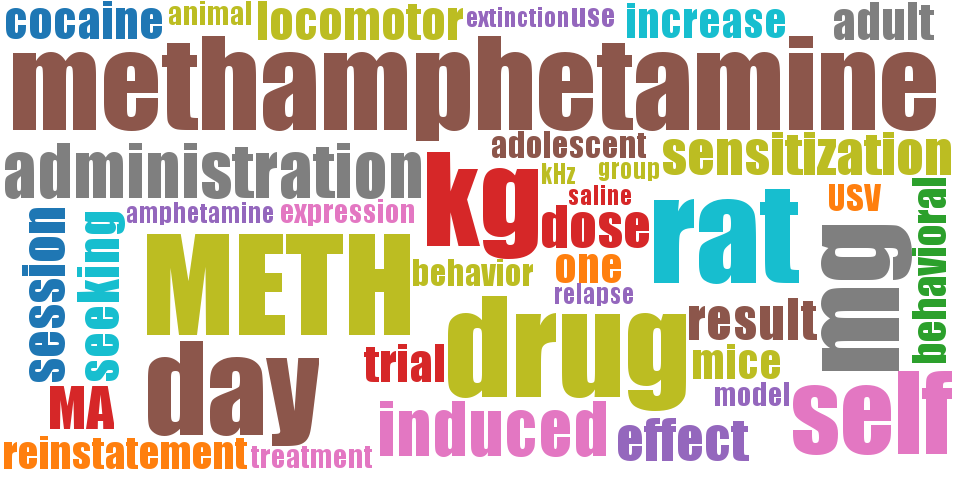 cocaine
animal
locomotor
extinction
use
increase
adult
methamphetamine
administration
adolescent
sensitization
kg
kHz
group
saline
dose
rat
USV
behavioral
amphetamine
expression
session
seeking
METH
behavior
one
relapse
mg
day
trial
drug
result
mice
model
self
MA
induced
effect
reinstatement
treatment